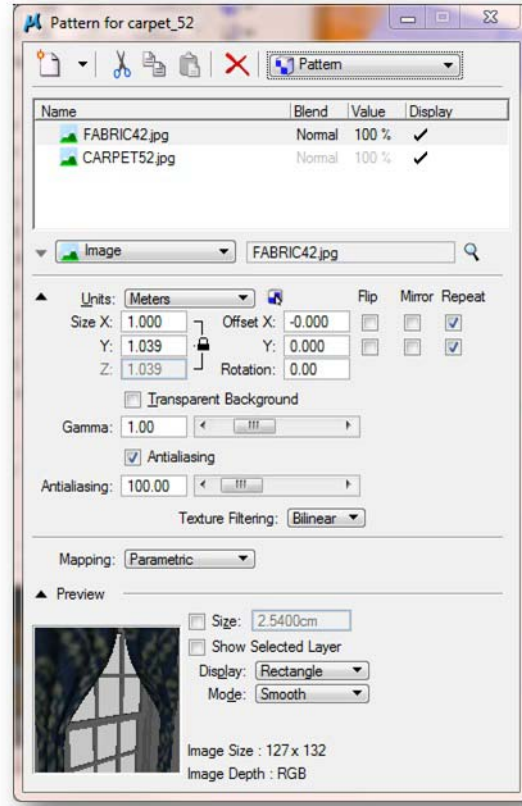 Pattern for carpet_52
Pattern
Name Blend Value Display
FABRIC42.jpg Normal 100 %
CARPET52.jpg Normal 100 %
Image FABRIC42.jpg
Units: Meters Flip Mirror Repeat
Size X: 1.000 Offset X: -0.000
Y: 1.039 Y: 0.000
Z: 1.039 Rotation: 0.00
Transparent Background
Gamma: 1.00
Antialiasing
Antialiasing: 100.00
Texture Filtering: Bilinear
Mapping: Parametric
Preview
Size: 2.5400cm
Show Selected Layer
Display: Rectangle
Mode: Smooth
Image Size : 127 x 132
Image Depth : RGB